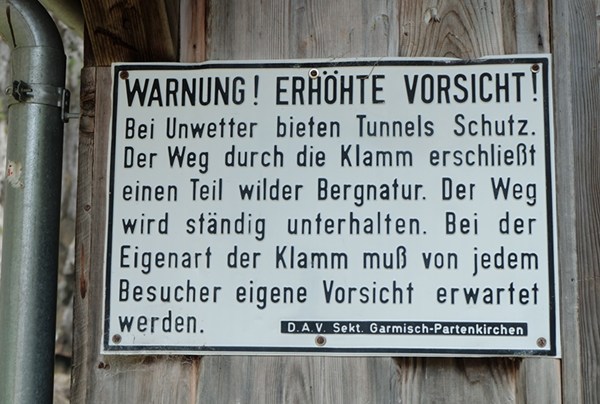 WARNUNG! ERHÖHTE VORSICHT!
Bei Unwetter bieten Tunnels Schutz.
Der Weg durch die Klamm erschließt
einen Teil wilder Bergnatur. Der Weg
wird ständig unterhalten. Bei der
Eigenart der Klamm muß von jedem
Besucher eigene Vorsicht erwartet
werden. D.A.V. Sekt. Garmisch-Partenkirchen